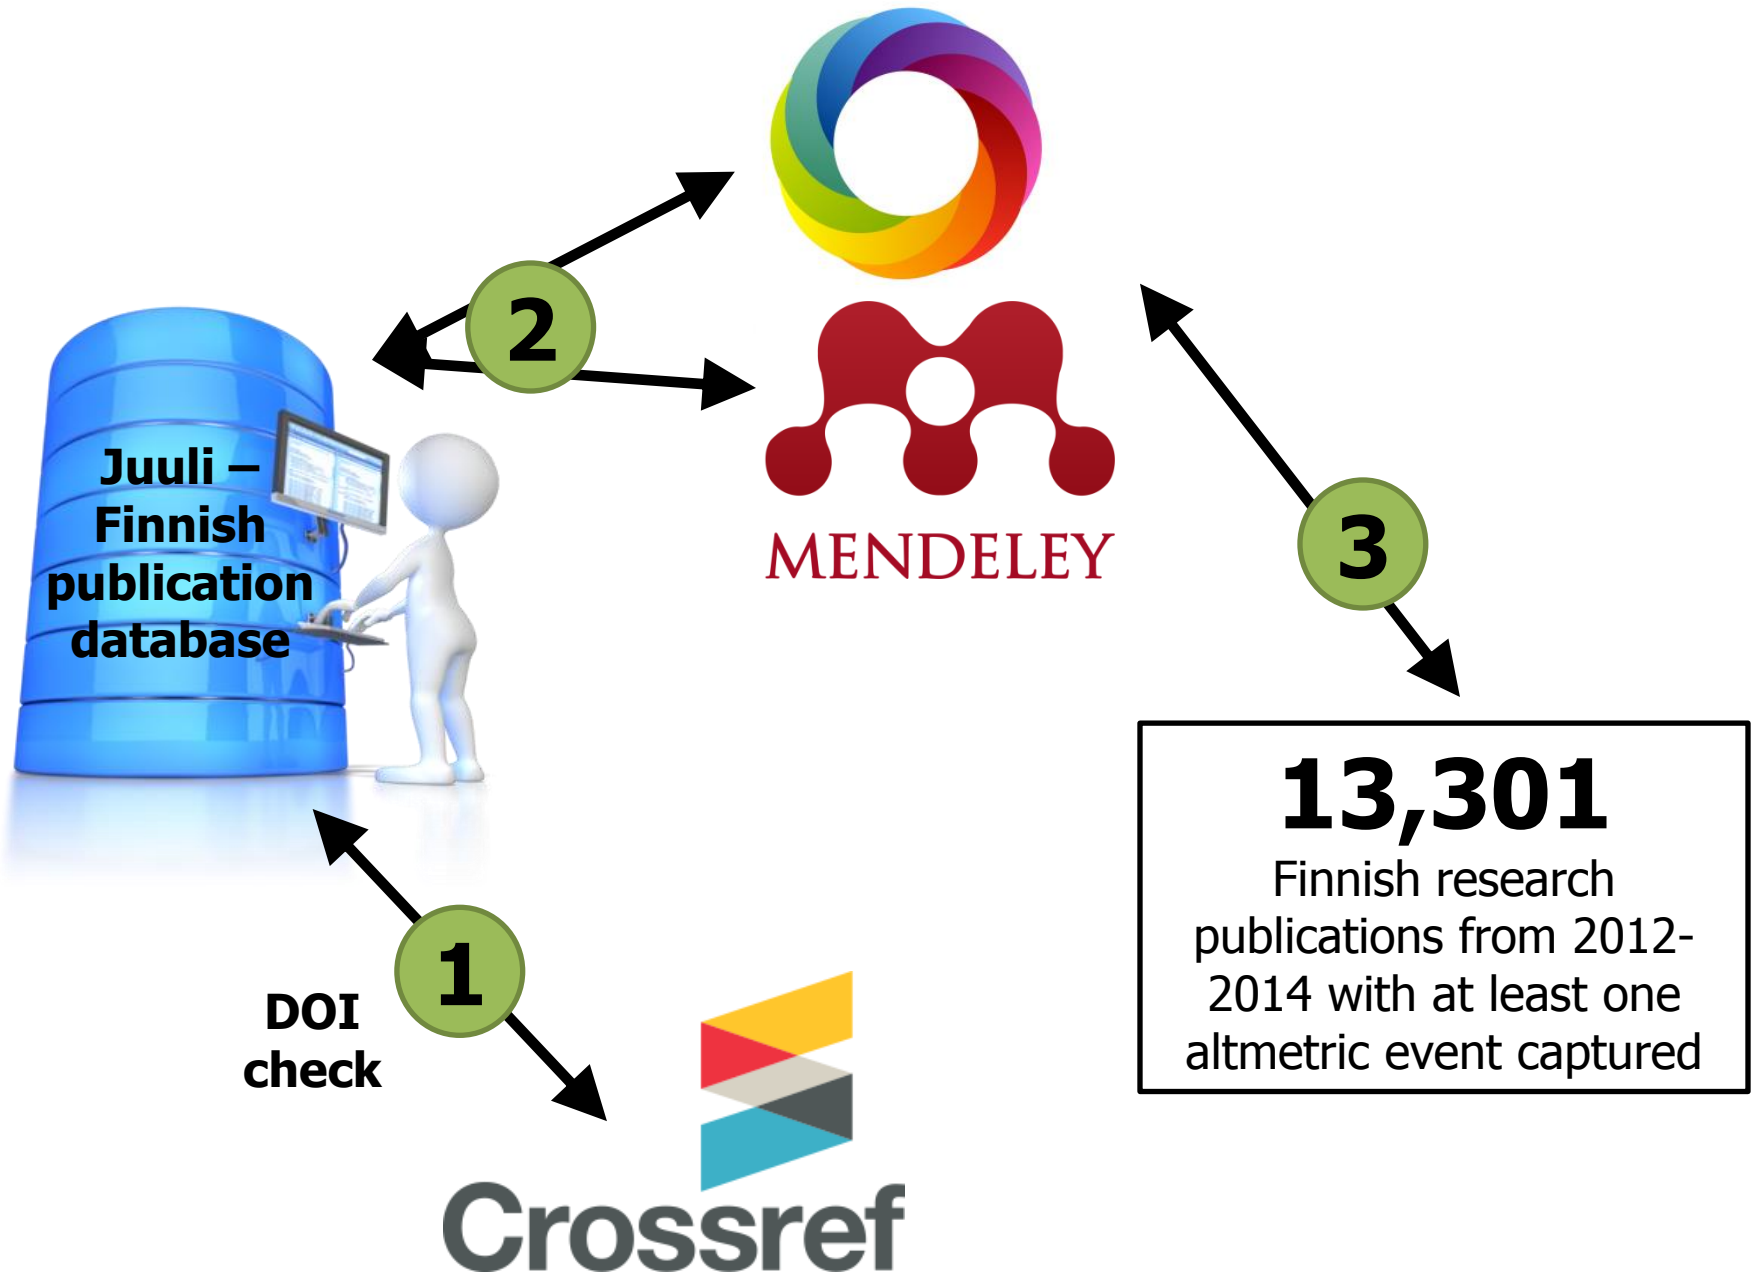 2
Juuli –
Finnish
publication
database
MENDELEY
3
13,301
Finnish research
publications from 2012-
2014 with at least one
altmetric event captured
1
DOI
check
Crossref